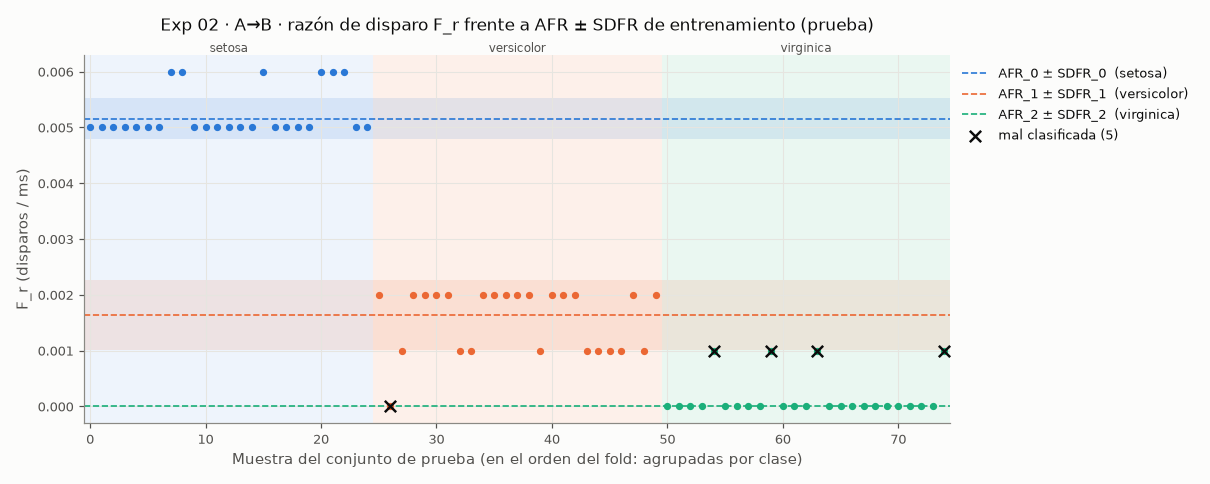 Exp 02 · A→B · razón de disparo F_r frente a AFR ± SDFR de entrenamiento (prueba)
setosa
versicolor
virginica
F_r (disparos / ms)
0.006
0.005
0.004
0.003
0.002
0.001
0.000
0
10
20
30
40
50
60
70
Muestra del conjunto de prueba (en el orden del fold: agrupadas por clase)
AFR_0 ± SDFR_0 (setosa)
AFR_1 ± SDFR_1 (versicolor)
AFR_2 ± SDFR_2 (virginica)
mal clasificada (5)